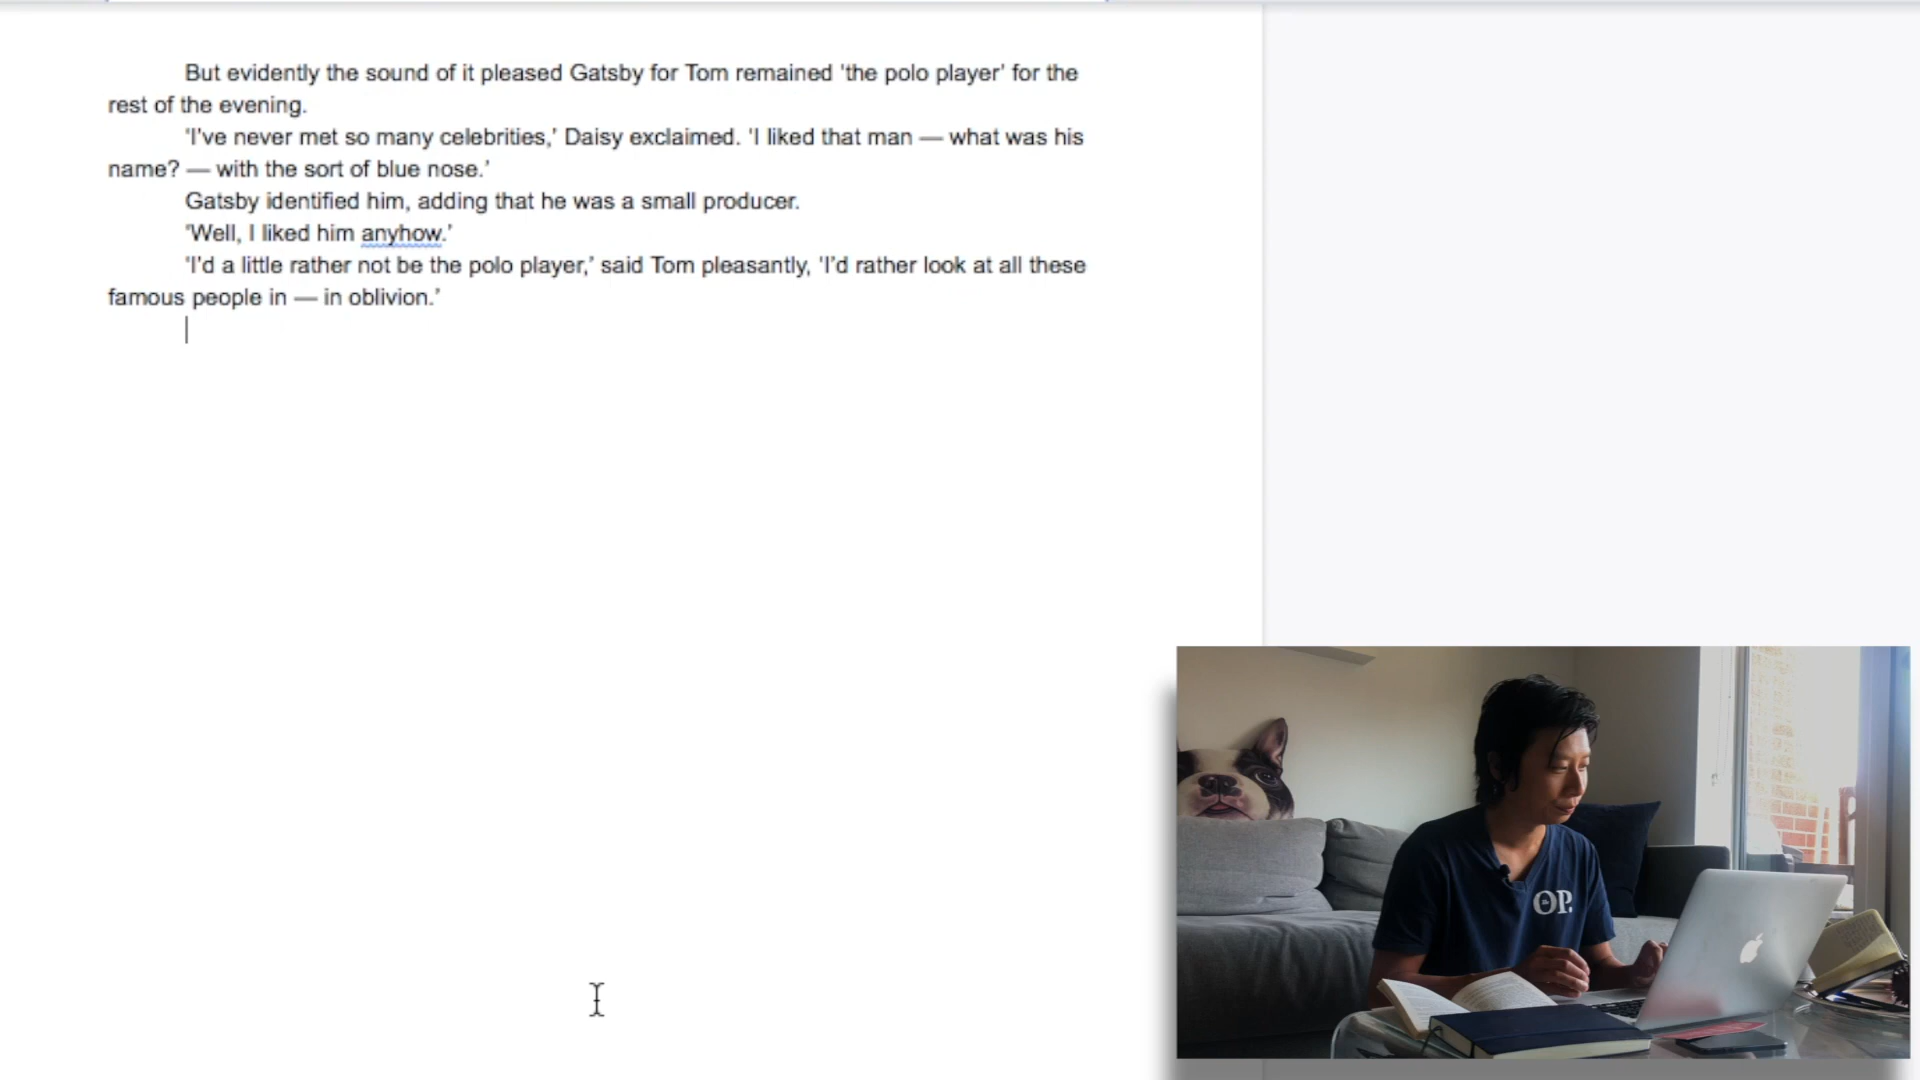 But evidently the sound of it pleased Gatsby for Tom remained 'the polo player' for the
rest of the evening.
'I've never met so many celebrities,' Daisy exclaimed. 'I liked that man — what was his
name? — with the sort of blue nose.'
Gatsby identified him, adding that he was a small producer.
'Well, I liked him anyhow.'
'I'd a little rather not be the polo player,' said Tom pleasantly, 'I'd rather look at all these
famous people in — in oblivion.'
OP.